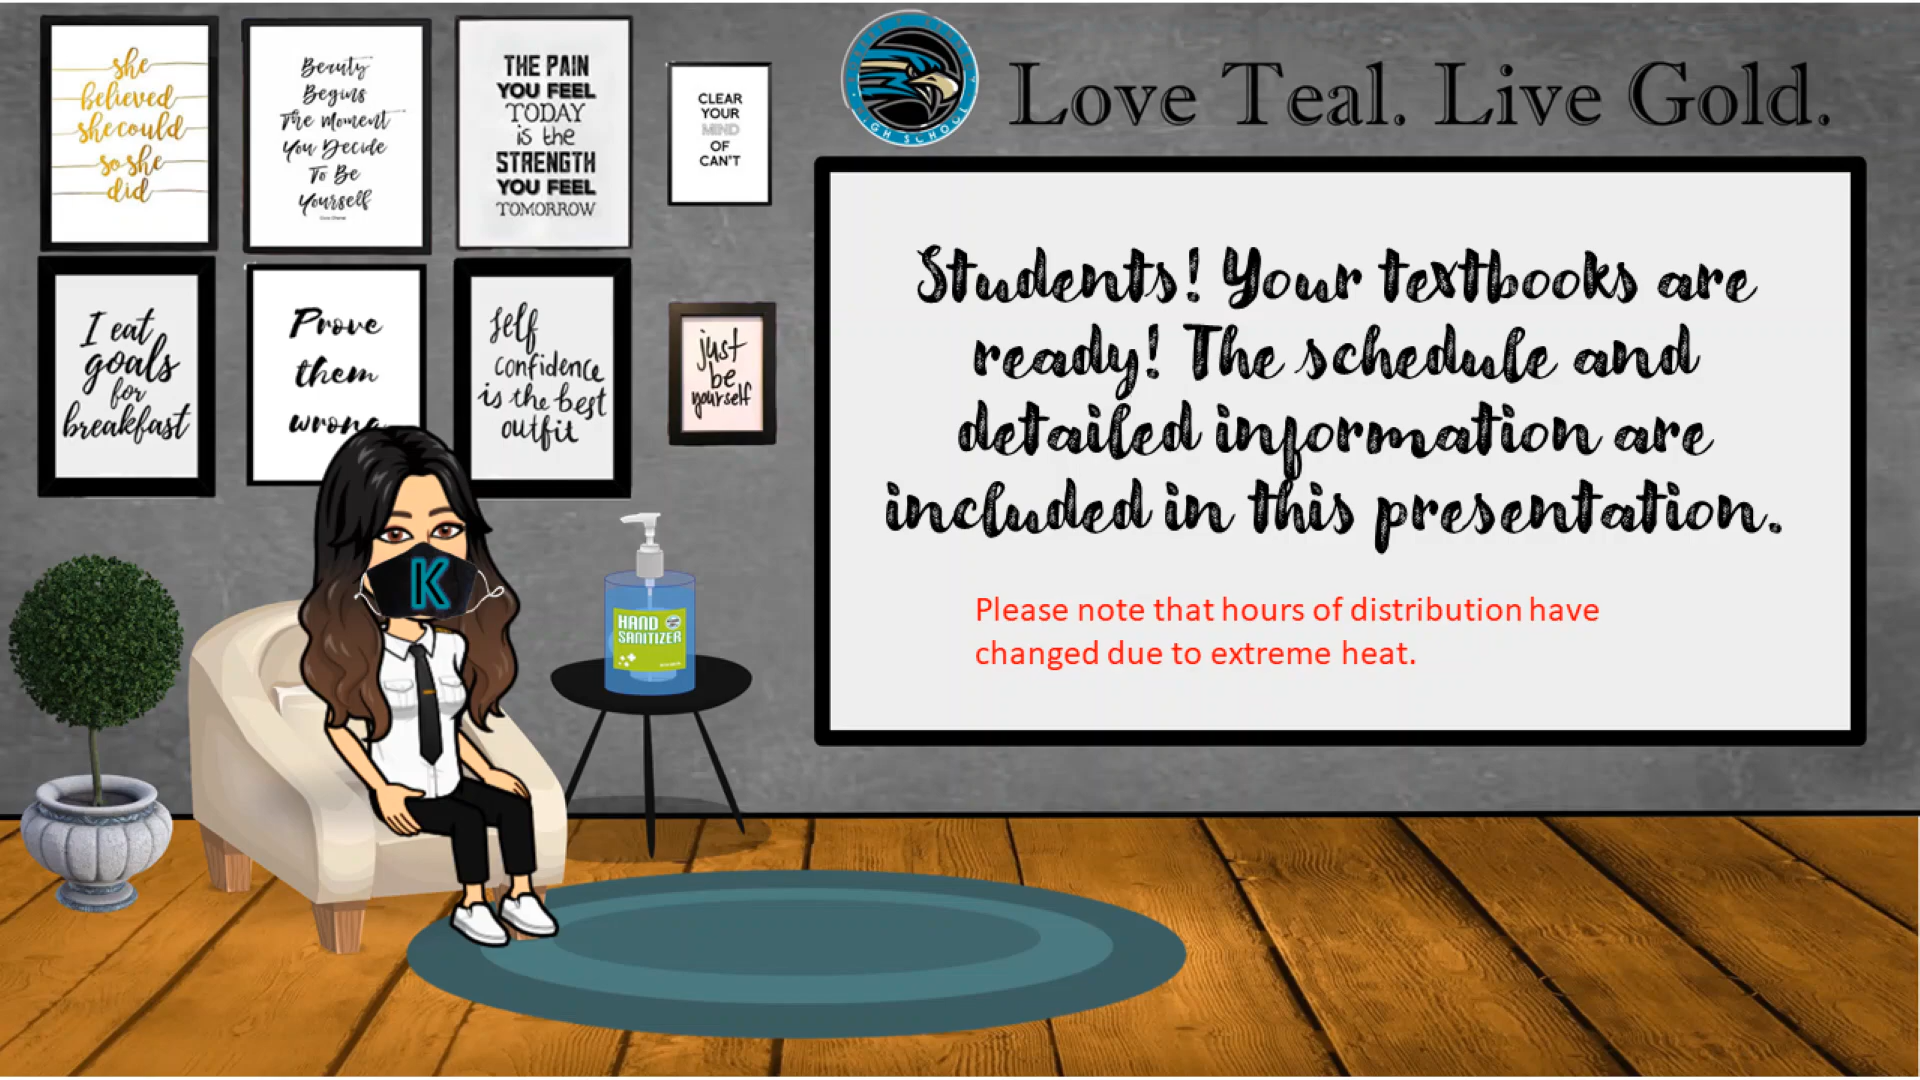 she
believed
she could
so she
did
Beauty
Begins
The moment
You Decide
To Be
Yourself
THE PAIN
YOU FEEL
TODAY
is the
STRENGTH
YOU FEEL
TOMORROW
CLEAR
YOUR
MIND
OF
CAN'T
Love Teal. Live Gold.
GH SCHOOL
I eat
goals
for
breakfast
Prove
them
wrong
self
confidence
is the best
outfit
just
be
yourself
Students! Your textbooks are
ready! The schedule and
detailed information are
included in this presentation.
Please note that hours of distribution have
changed due to extreme heat.
K
HAND
SANITIZER